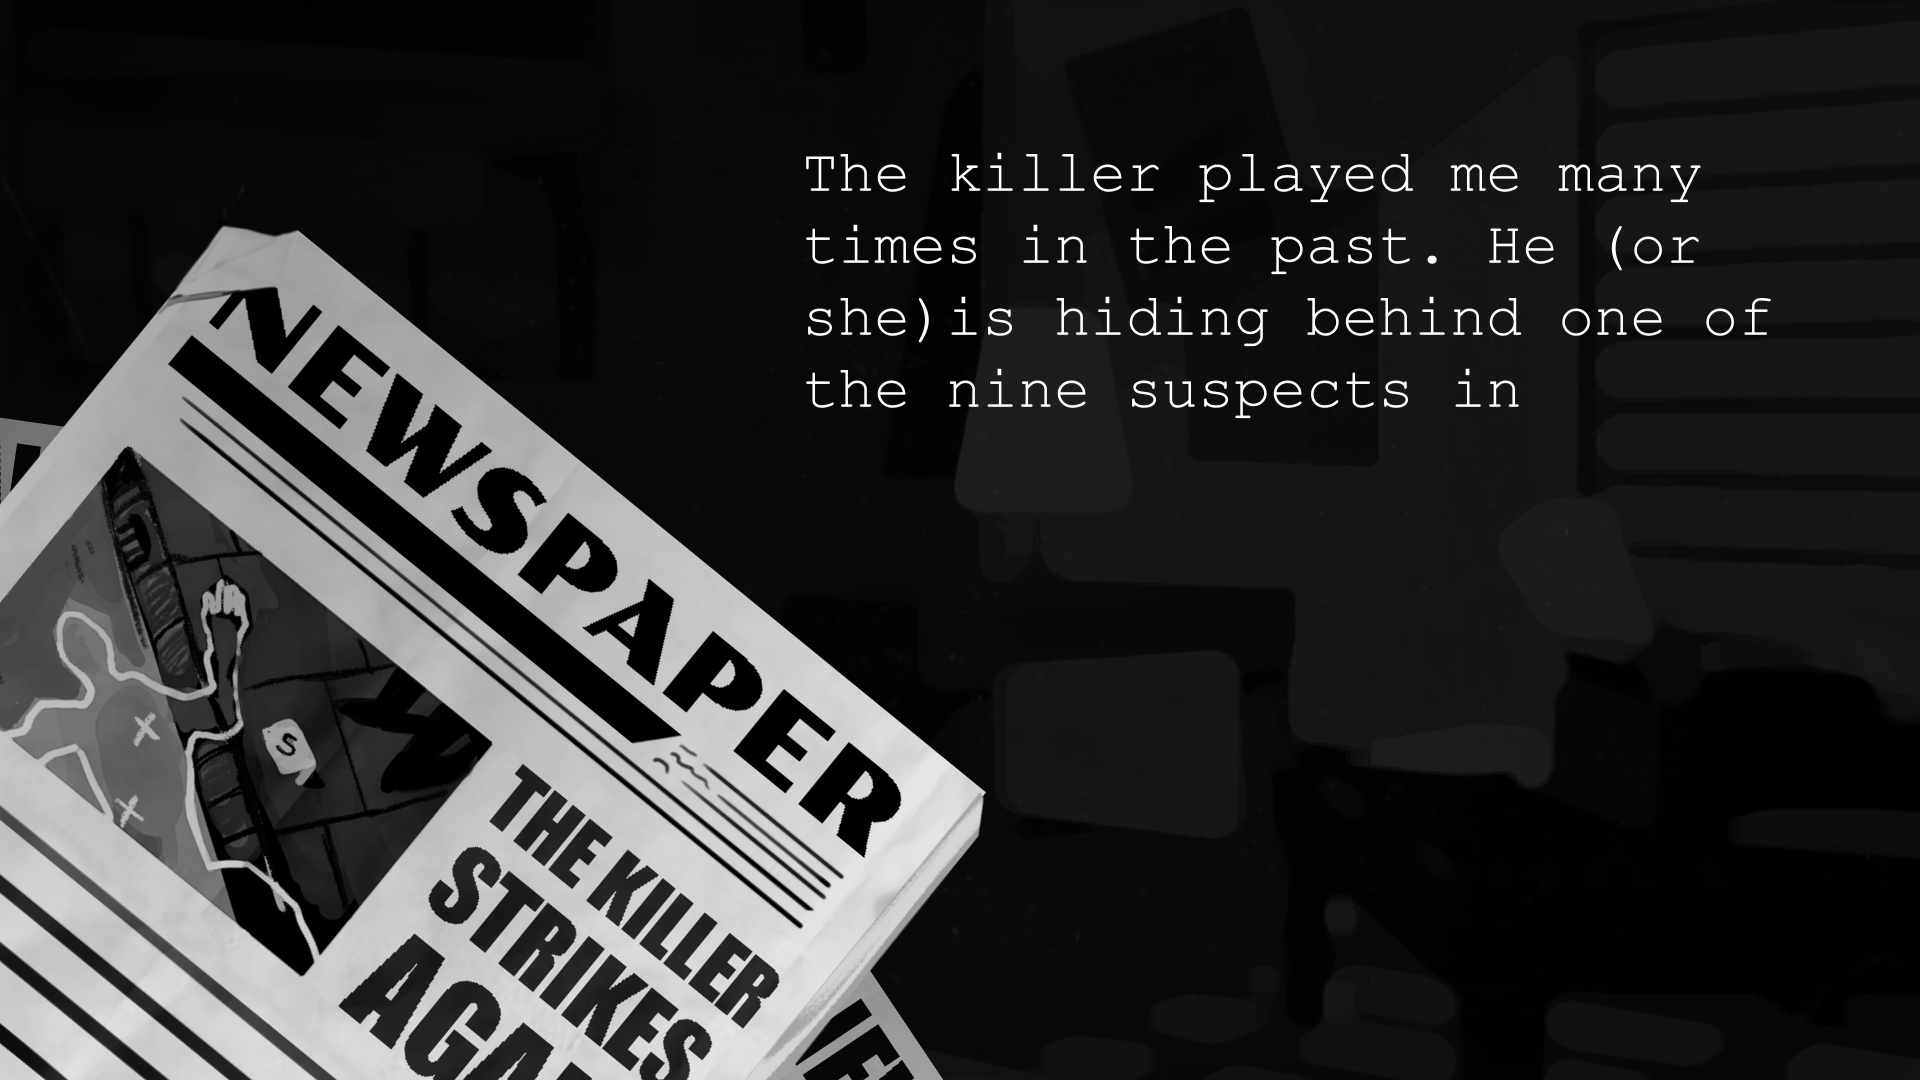 The killer played me many
times in the past. He (or
she)is hiding behind one of
the nine suspects in
NEWSPAPER
S
THE KILLER
STRIKES